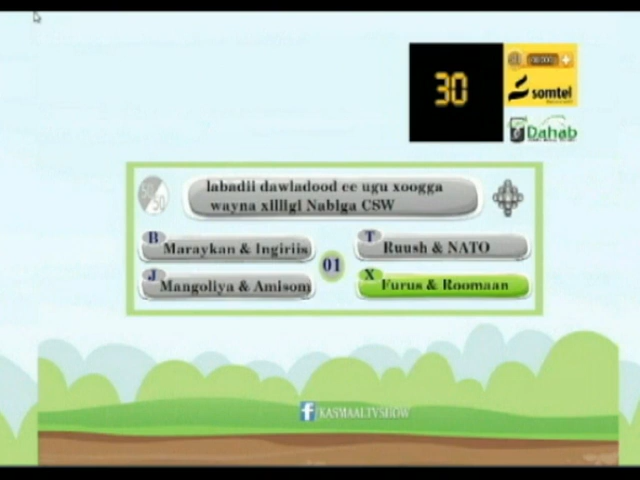 30
somtel
Dahab
50
50
labadii dawladood ee ugu xoogga
wayna xilligi Nabiga CSW
B
Maraykan & Ingiriis
T
Ruush & NATO
01
J
Mangoliya & Amisom
X
Furus & Roomaan
f KASMAALTVSHOW